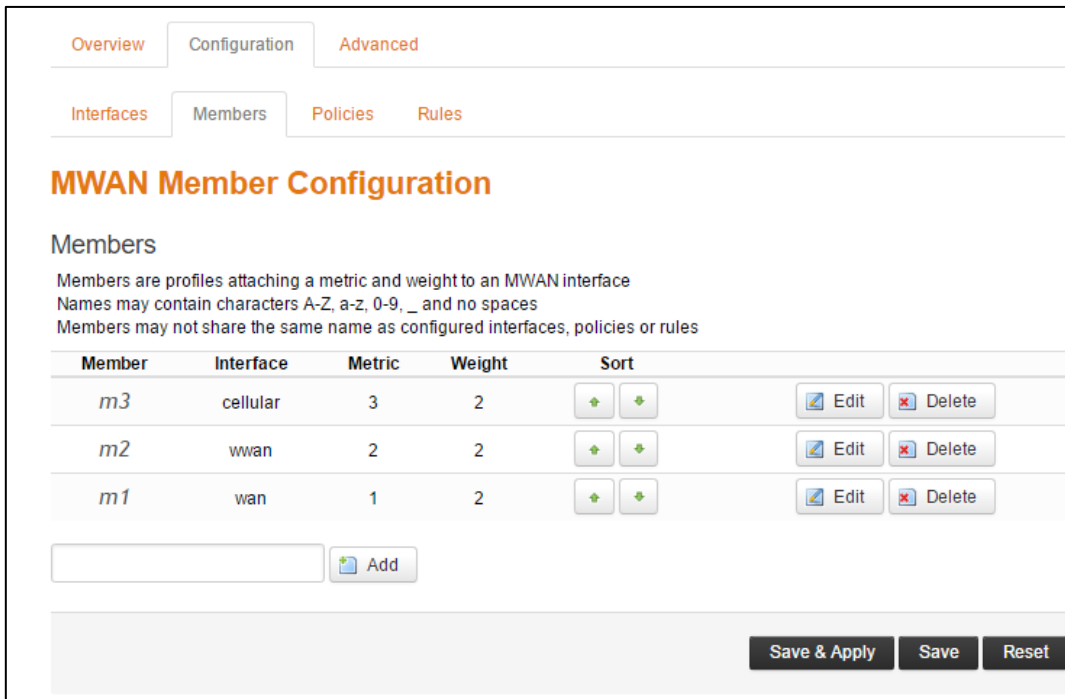 Overview Configuration Advanced
Interfaces Members Policies Rules
MWAN Member Configuration
Members
Members are profiles attaching a metric and weight to an MWAN interface
Names may contain characters A-Z, a-z, 0-9, _ and no spaces
Members may not share the same name as configured interfaces, policies or rules
Member Interface Metric Weight Sort
m3 cellular 3 2 Edit Delete
m2 wwan 2 2 Edit Delete
m1 wan 1 2 Edit Delete
Add
Save & Apply Save Reset